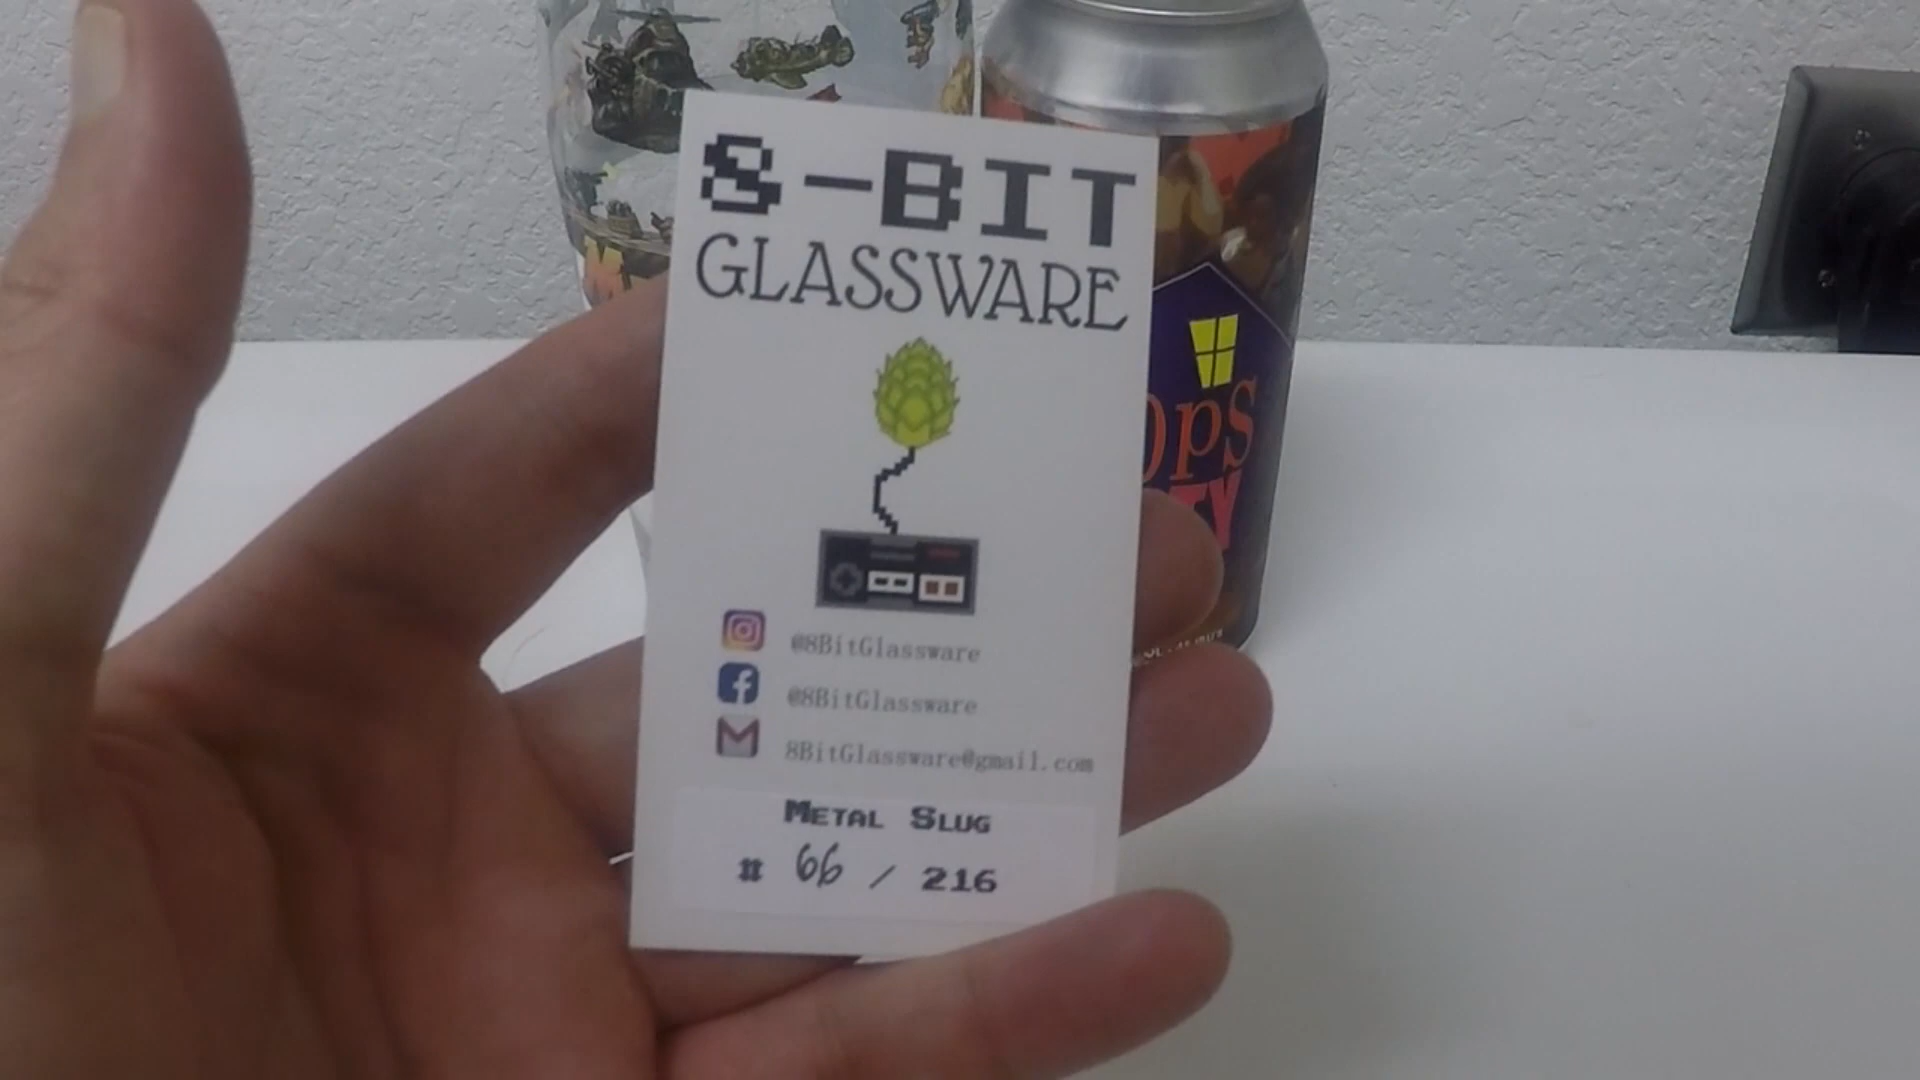 8-BIT
GLASSWARE
@8BitGlassware
@8BitGlassware
8BitGlassware@gmail.com
METAL SLUG
# 66 / 216